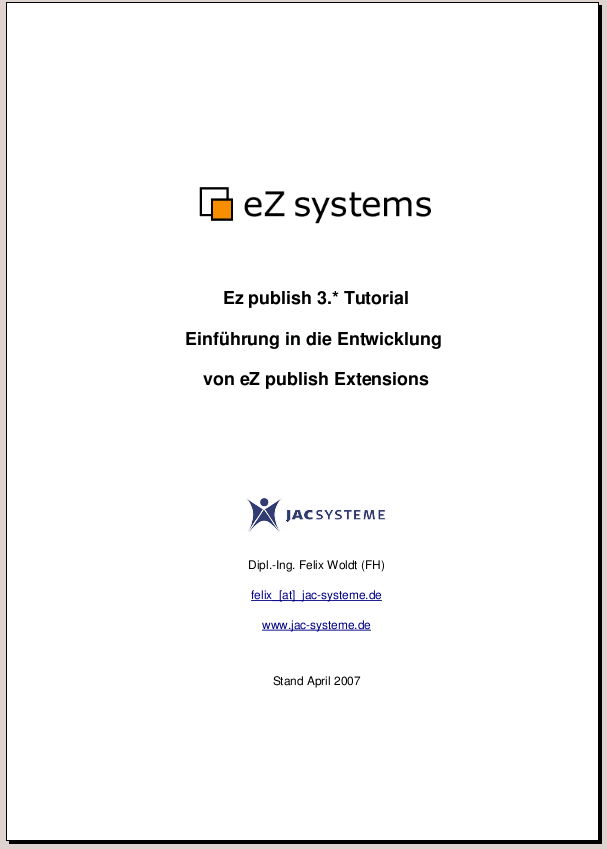 eZ systems
Ez publish 3.* Tutorial
Einführung in die Entwicklung
von eZ publish Extensions
JACSYSTEME
Dipl.-Ing. Felix Woldt (FH)
felix_[at]_jac-systeme.de
www.jac-systeme.de
Stand April 2007